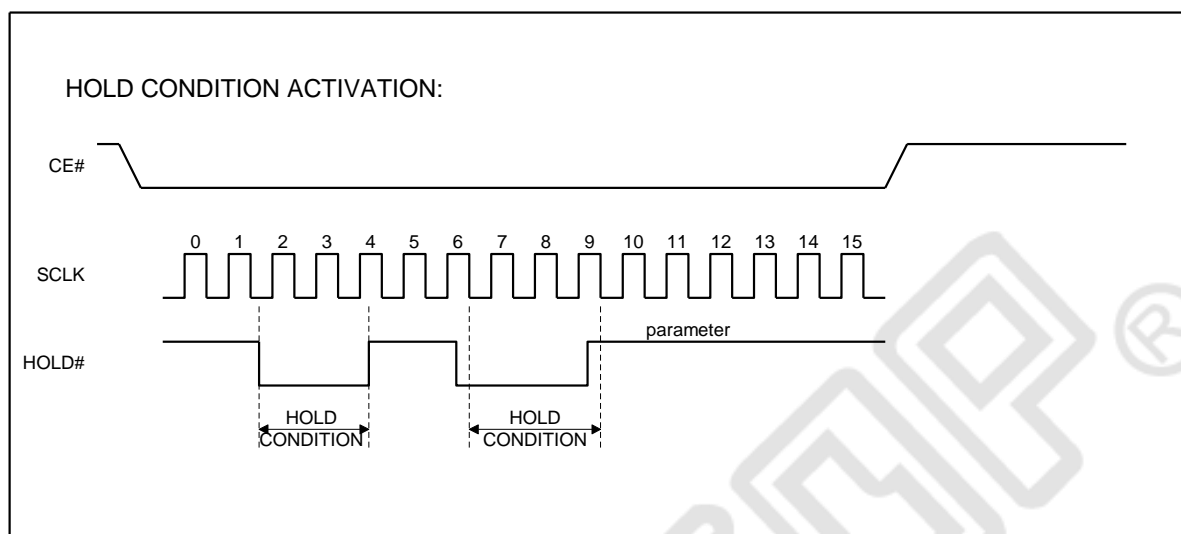 HOLD CONDITION ACTIVATION:
CE#
0 1 2 3 4 5 6 7 8 9 10 11 12 13 14 15
SCLK
parameter
HOLD#
HOLD
CONDITION
HOLD
CONDITION
®